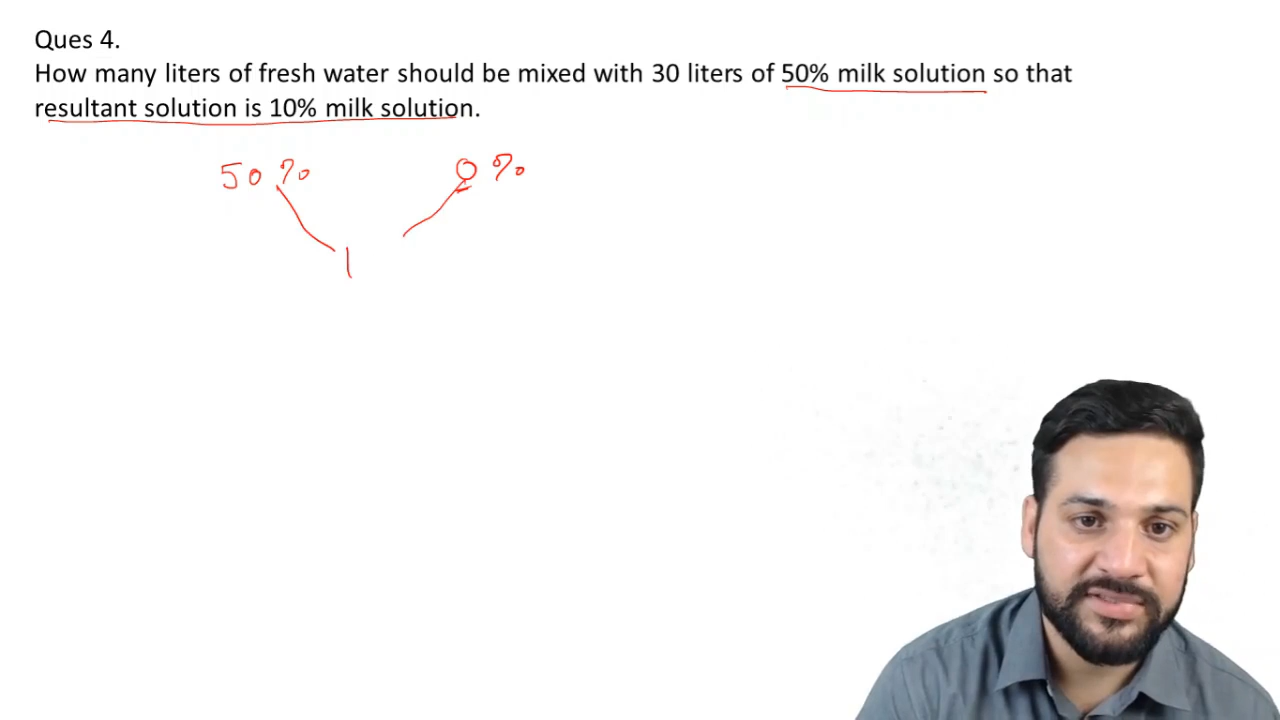 Ques 4.
How many liters of fresh water should be mixed with 30 liters of 50% milk solution so that
resultant solution is 10% milk solution.
50% 0%
1